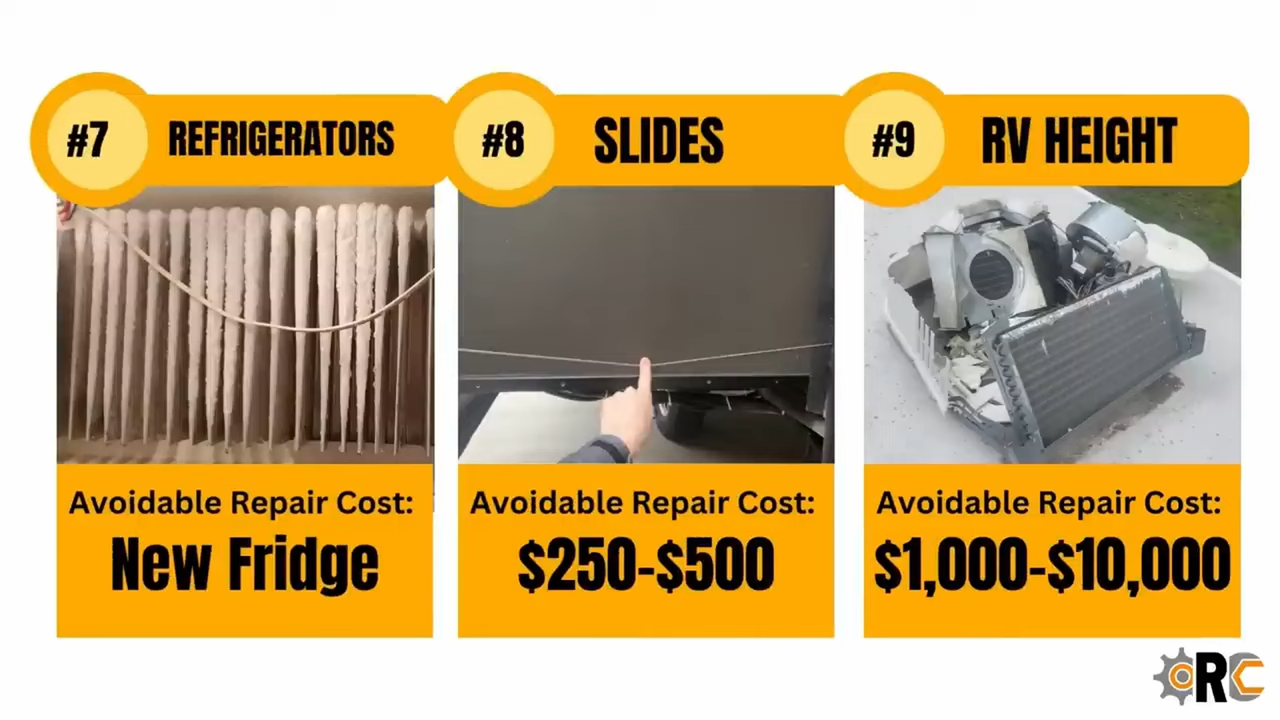 #7
REFRIGERATORS
Avoidable Repair Cost:
New Fridge
#8
SLIDES
Avoidable Repair Cost:
$250-$500
#9
RV HEIGHT
Avoidable Repair Cost:
$1,000-$10,000
RC